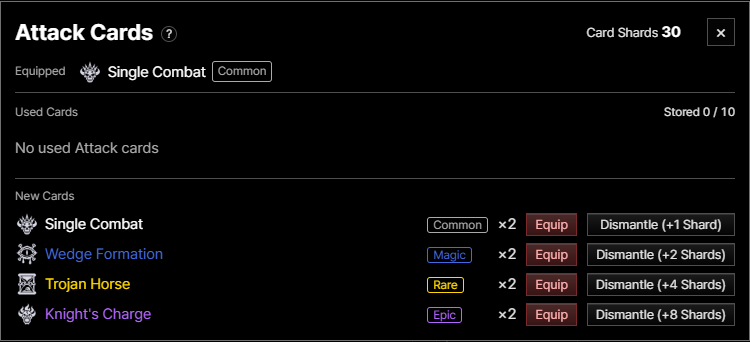 Attack Cards ? Card Shards 30 ×
Equipped Single Combat Common
Used Cards Stored 0 / 10
No used Attack cards
New Cards
Single Combat Common ×2 Equip Dismantle (+1 Shard)
Wedge Formation Magic ×2 Equip Dismantle (+2 Shards)
Trojan Horse Rare ×2 Equip Dismantle (+4 Shards)
Knight's Charge Epic ×2 Equip Dismantle (+8 Shards)